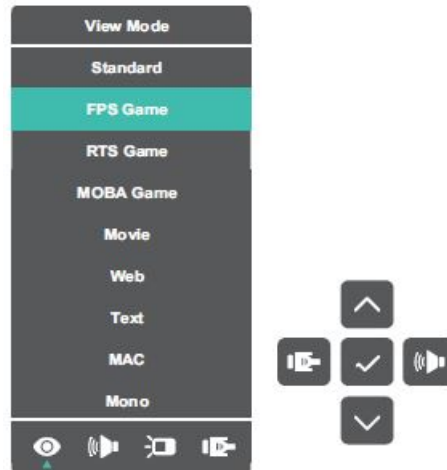 View Mode
Standard
FPS Game
RTS Game
MOBA Game
Movie
Web
Text
MAC
Mono